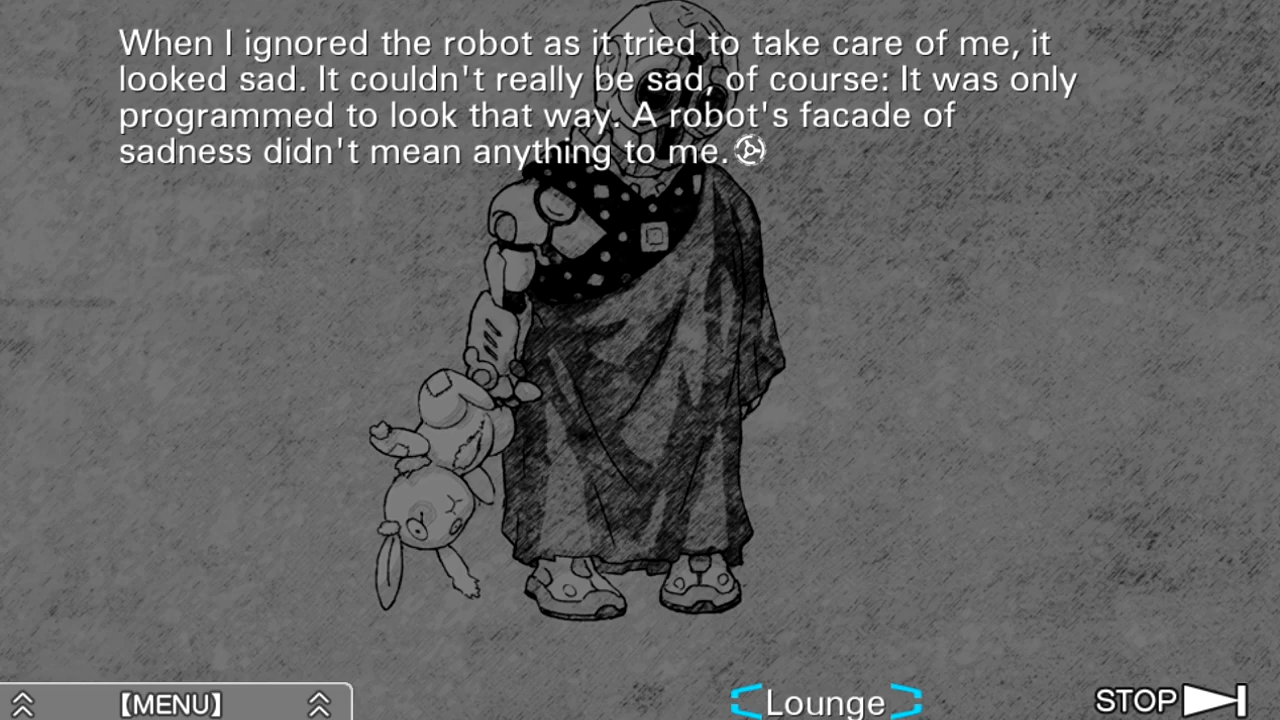 When I ignored the robot as it tried to take care of me, it
looked sad. It couldn't really be sad, of course: It was only
programmed to look that way. A robot's facade of
sadness didn't mean anything to me.
【MENU】
Lounge
STOP